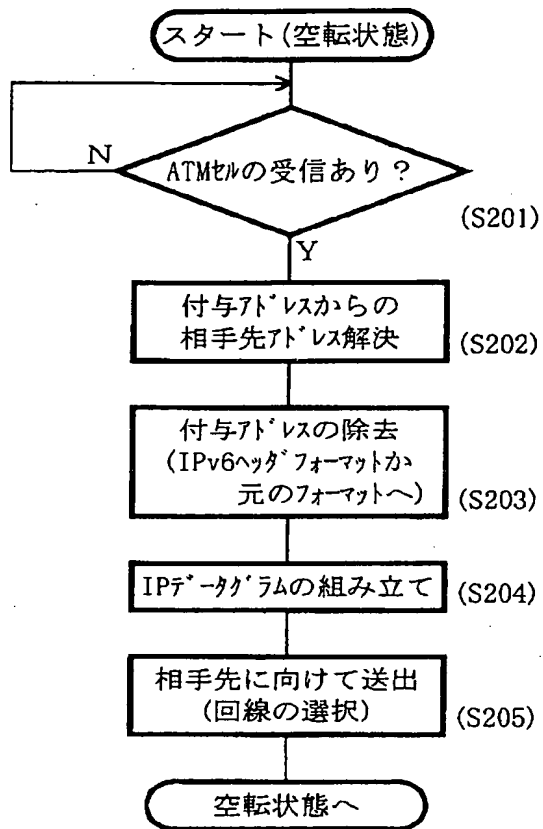 スタート(空転状態)
N
ATMセルの受信あり？
(S201)
Y
付与アドレスからの
相手先アドレス解決
(S202)
付与アドレスの除去
(IPv6ヘッダフォーマットか
元のフォーマットへ)
(S203)
IPデータグラムの組み立て
(S204)
相手先に向けて送出
(回線の選択)
(S205)
空転状態へ